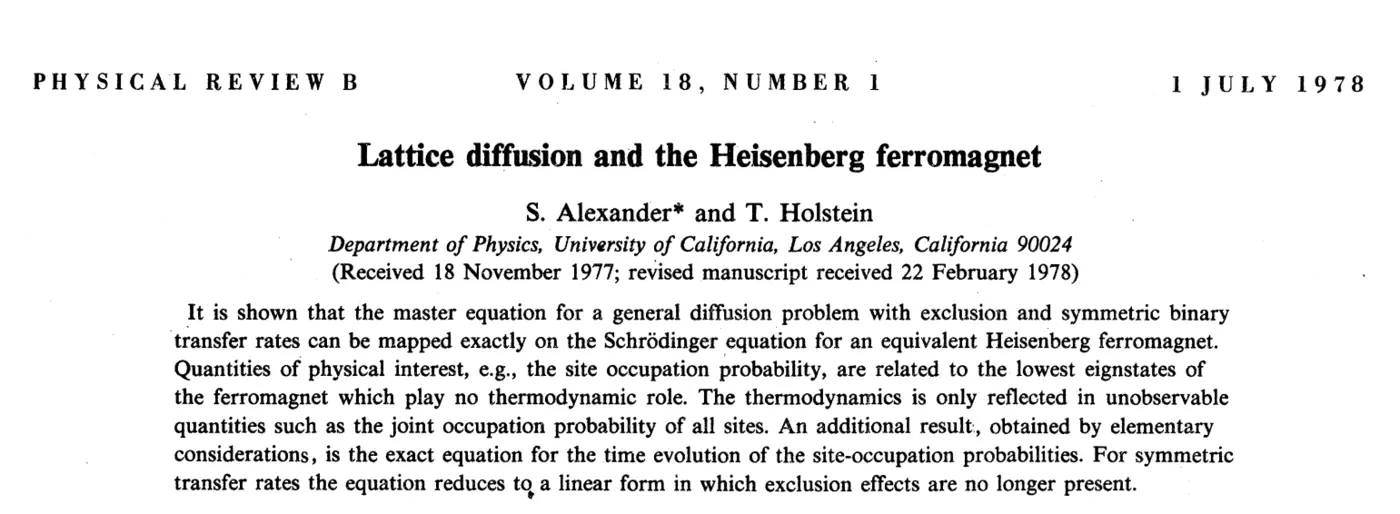 PHYSICAL REVIEW B VOLUME 18, NUMBER 1 1 JULY 1978
Lattice diffusion and the Heisenberg ferromagnet
S. Alexander* and T. Holstein
Department of Physics, University of California, Los Angeles, California 90024
(Received 18 November 1977; revised manuscript received 22 February 1978)
It is shown that the master equation for a general diffusion problem with exclusion and symmetric binary
transfer rates can be mapped exactly on the Schrödinger equation for an equivalent Heisenberg ferromagnet.
Quantities of physical interest, e.g., the site occupation probability, are related to the lowest eignstates of
the ferromagnet which play no thermodynamic role. The thermodynamics is only reflected in unobservable
quantities such as the joint occupation probability of all sites. An additional result, obtained by elementary
considerations, is the exact equation for the time evolution of the site-occupation probabilities. For symmetric
transfer rates the equation reduces to a linear form in which exclusion effects are no longer present.